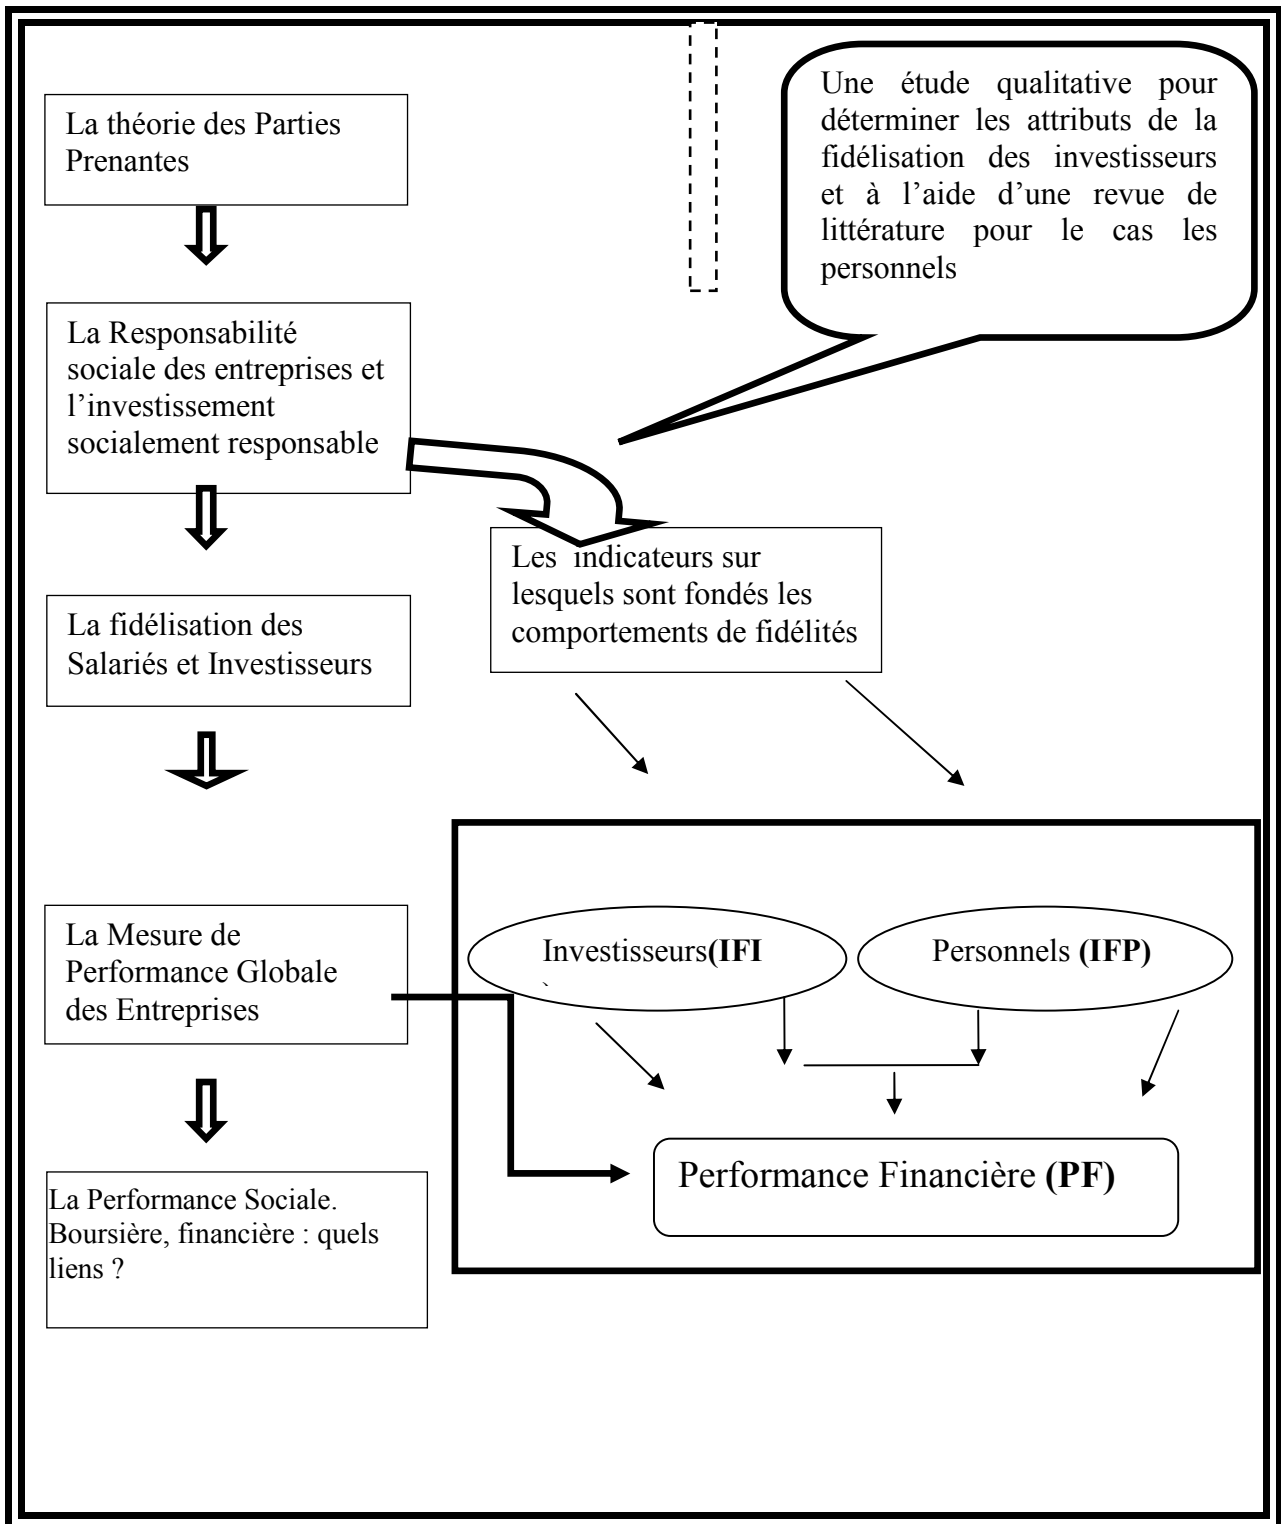 La théorie des Parties
Prenantes
Une étude qualitative pour
déterminer les attributs de la
fidélisation des investisseurs
et à l’aide d’une revue de
littérature pour le cas les
personnels
La Responsabilité
sociale des entreprises et
l’investissement
socialement responsable
Les indicateurs sur
lesquels sont fondés les
comportements de fidélités
La fidélisation des
Salariés et Investisseurs
La Mesure de
Performance Globale
des Entreprises
Investisseurs(IFI
Personnels (IFP)
Performance Financière (PF)
La Performance Sociale.
Boursière, financière : quels
liens ?